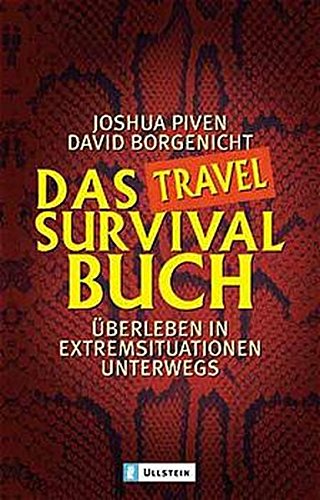 JOSHUA PIVEN
DAVID BORGENICHT
DAS TRAVEL
SURVIVAL
BUCH
ÜBERLEBEN IN
EXTREMSITUATIONEN
UNTERWEGS
ULLSTEIN